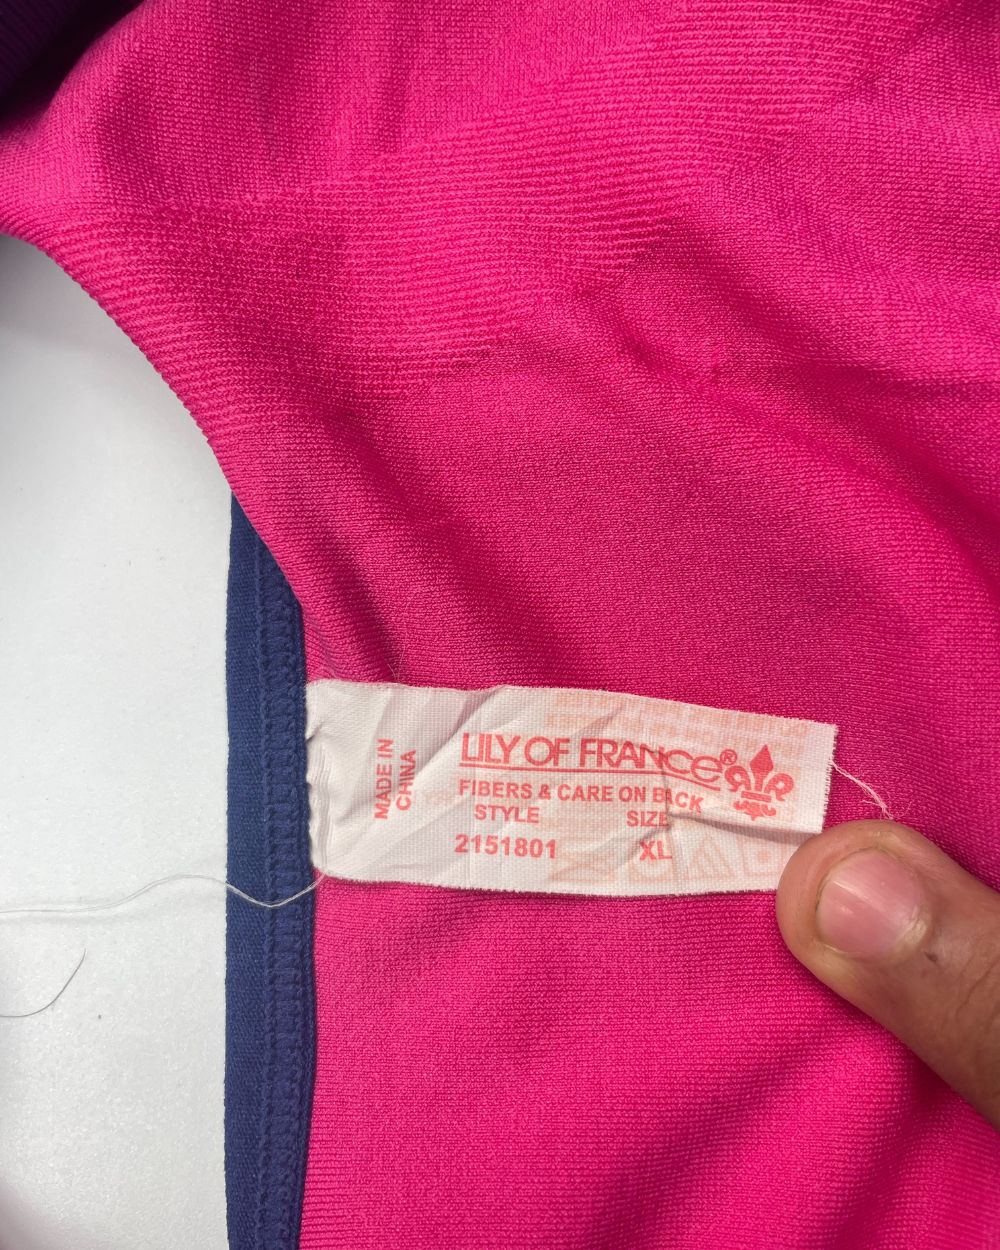 MADE IN
CHINA
LILY OF FRANCE®
FIBERS & CARE ON BACK
STYLE SIZE
2151801 XL